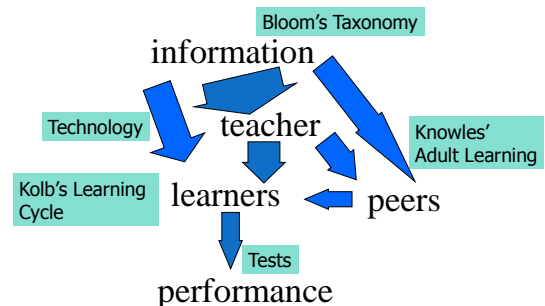 Bloom's Taxonomy
information
Technology
teacher
Knowles'
Adult Learning
Kolb's Learning
Cycle
learners
peers
Tests
performance